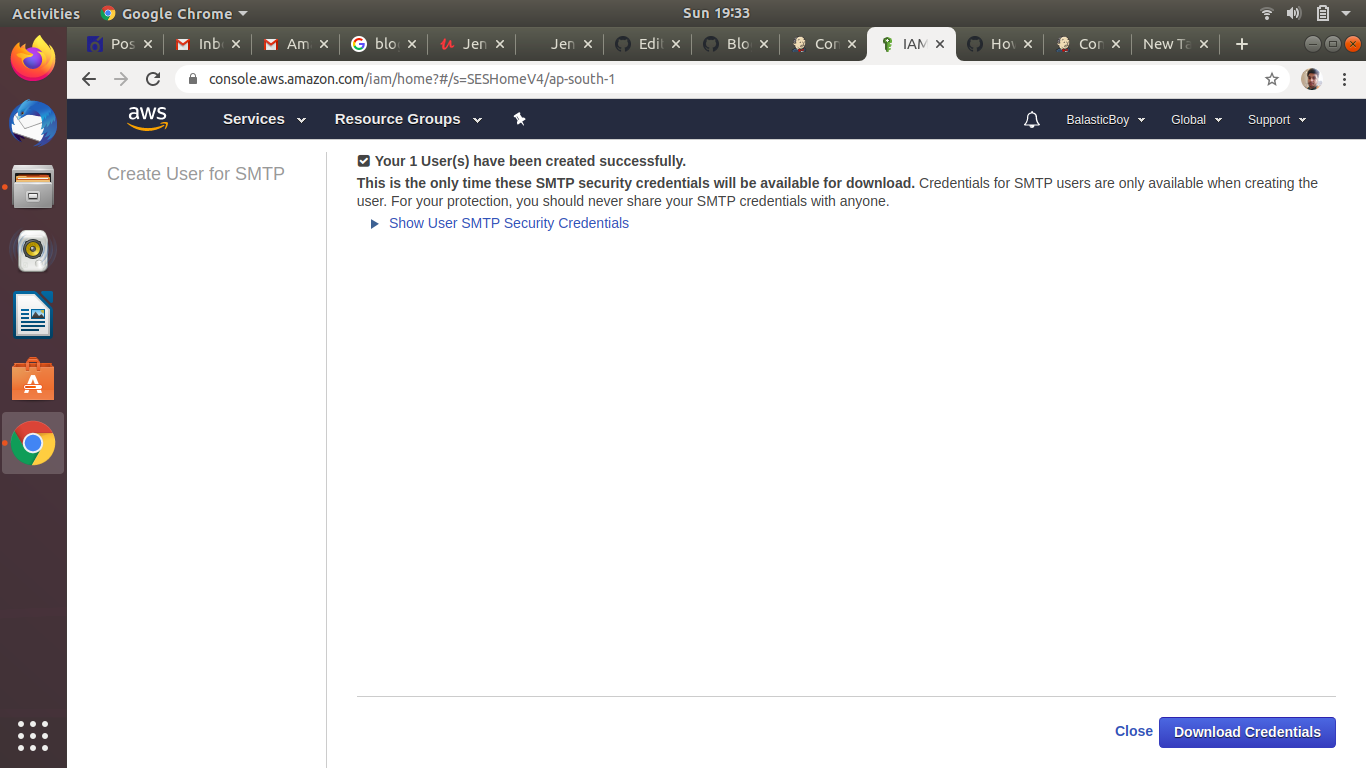 Activities
Google Chrome
Sun 19:33
Pos
Inb
Am
blo
Jen
Jen
Edi
Blo
Con
IAM
Hov
Con
New Ta
console.aws.amazon.com/iam/home?#/s=SESHomeV4/ap-south-1
aws
Services
Resource Groups
BalasticBoy
Global
Support
Create User for SMTP
Your 1 User(s) have been created successfully.
This is the only time these SMTP security credentials will be available for download. Credentials for SMTP users are only available when creating the
user. For your protection, you should never share your SMTP credentials with anyone.
Show User SMTP Security Credentials
Close
Download Credentials